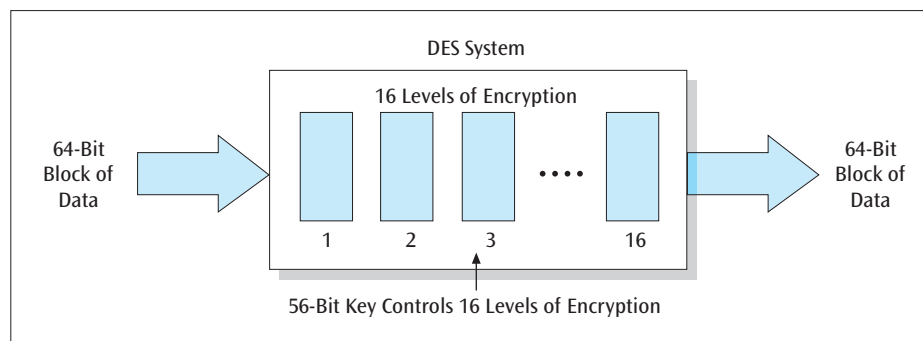 DES System
16 Levels of Encryption
64-Bit
Block of
Data
1 2 3 •••• 16
64-Bit
Block of
Data
56-Bit Key Controls 16 Levels of Encryption